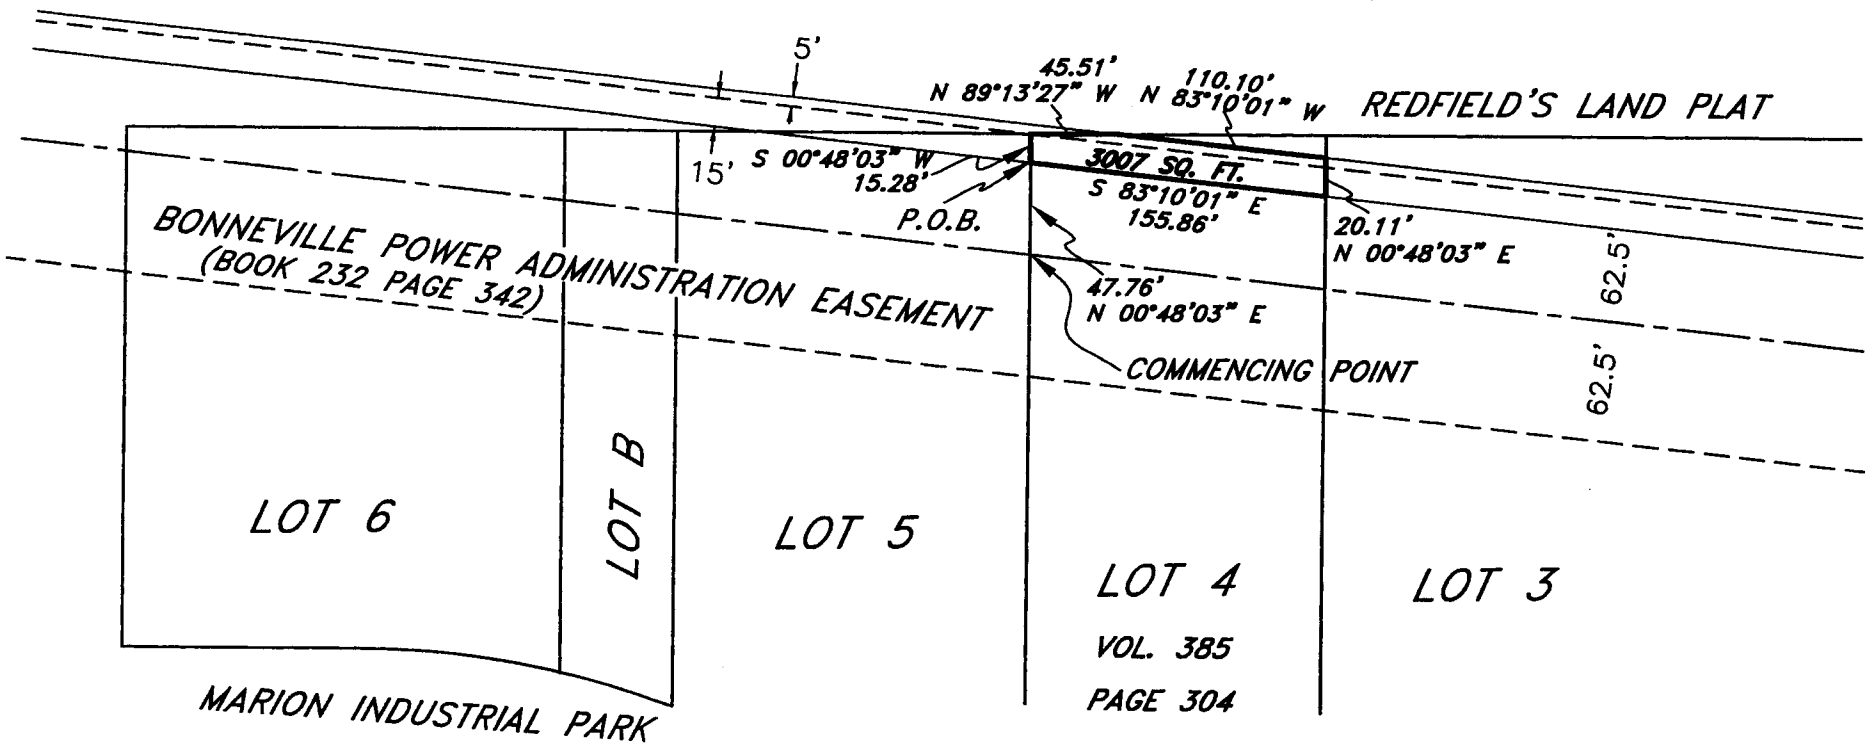 5'
45.51'
N 89°13'27" W
110.10'
N 83°10'01" W
REDFIELD'S LAND PLAT
15'
S 00°48'03" W
15.28'
3007 SQ. FT.
S 83°10'01" E
155.86'
P.O.B.
20.11'
N 00°48'03" E
62.5'
BONNEVILLE POWER ADMINISTRATION EASEMENT
(BOOK 232 PAGE 342)
47.76'
N 00°48'03" E
COMMENCING POINT
62.5'
LOT 6
LOT B
LOT 5
LOT 4
LOT 3
VOL. 385
PAGE 304
MARION INDUSTRIAL PARK